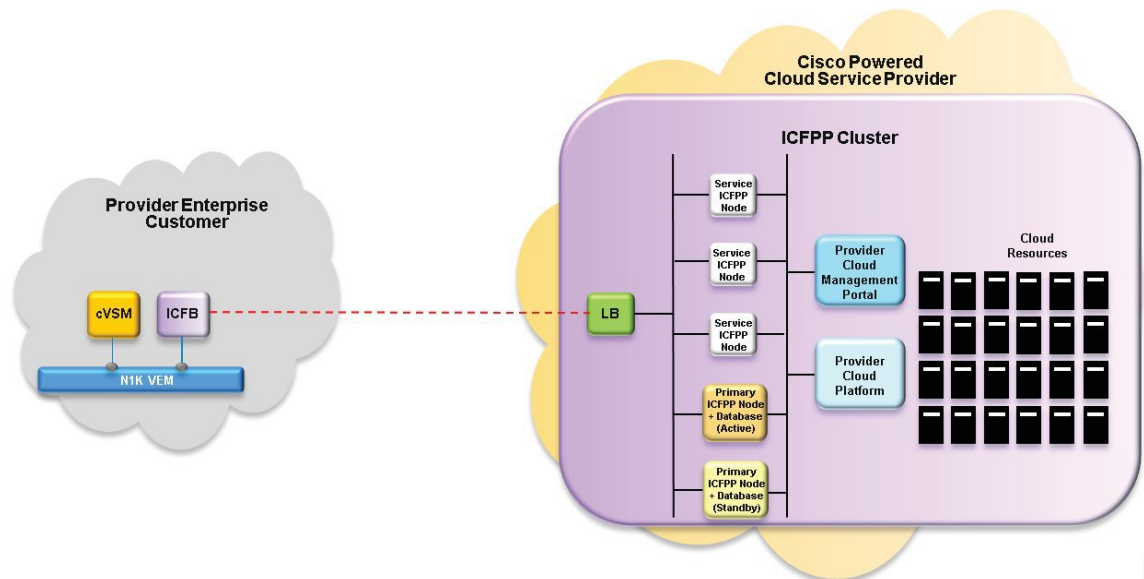 Cisco Powered
Cloud Service Provider
ICFPP Cluster
Provider Enterprise
Customer
cVSM
ICFB
N1K VEM
LB
Service
ICFPP
Node
Service
ICFPP
Node
Service
ICFPP
Node
Primary
ICFPP Node
+ Database
(Active)
Primary
ICFPP Node
+ Database
(Standby)
Provider
Cloud
Management
Portal
Provider
Cloud
Platform
Cloud
Resources